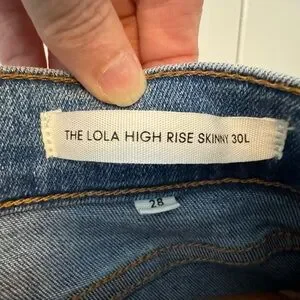 THE LOLA HIGH RISE SKINNY 30L
28